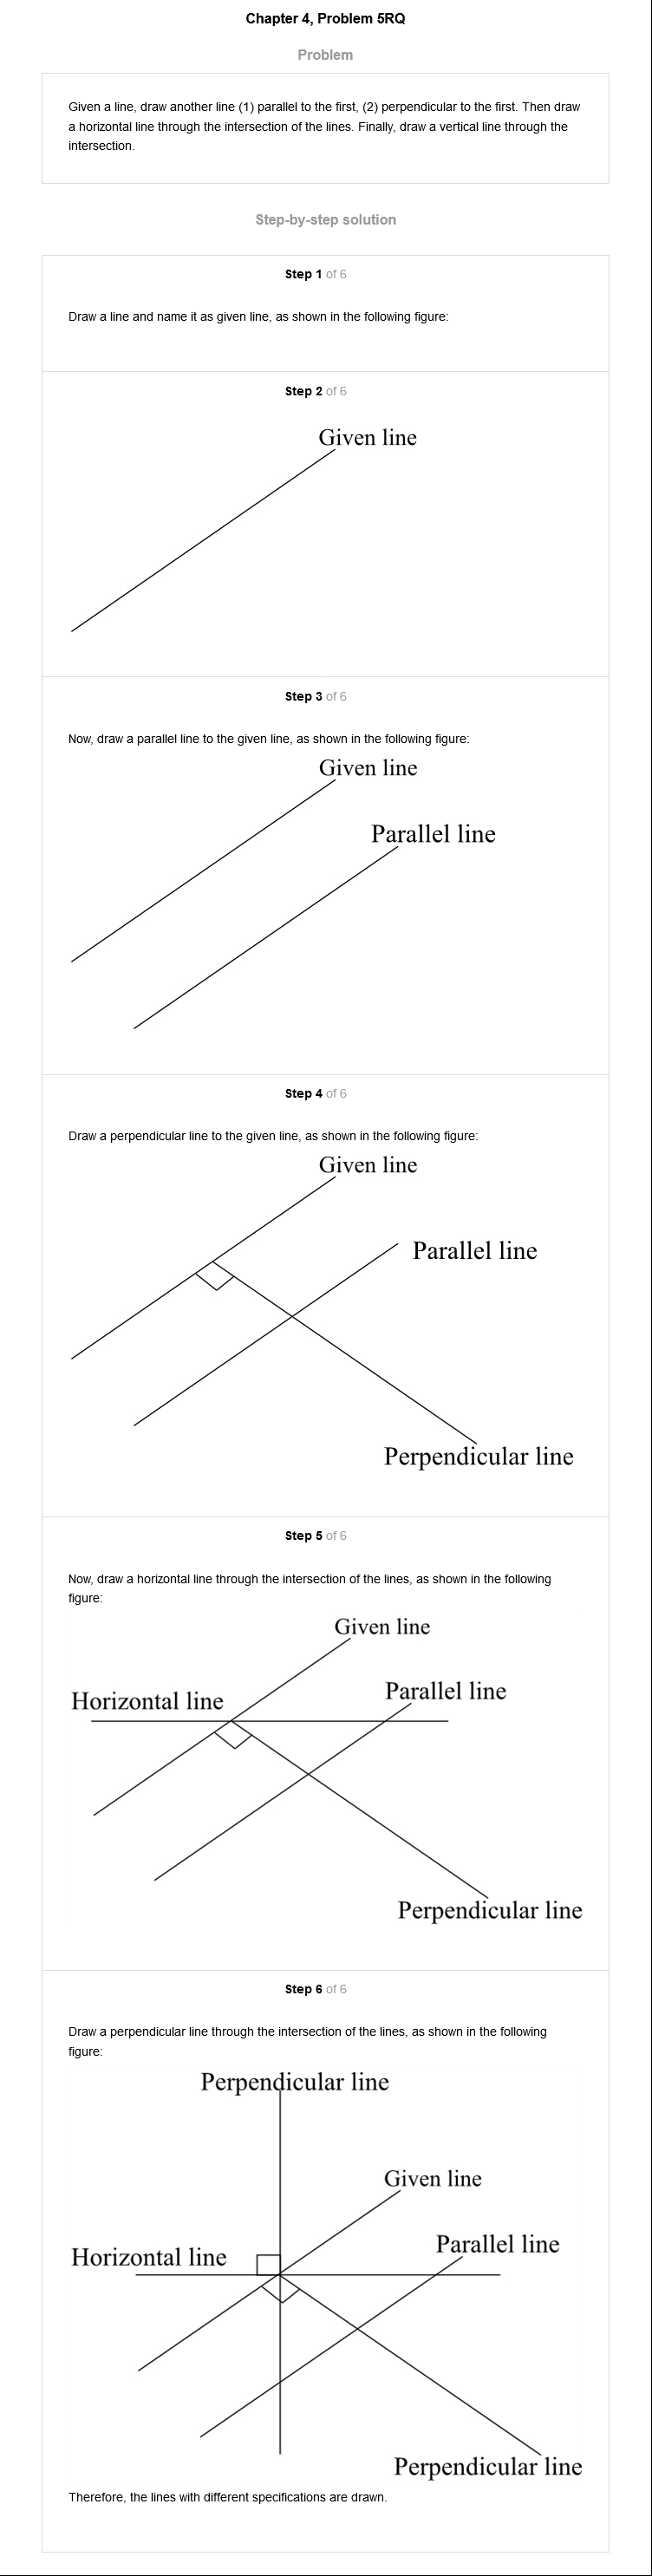 Chapter 4, Problem 5RQ
Problem
Given a line, draw another line (1) parallel to the first, (2) perpendicular to the first. Then draw
a horizontal line through the intersection of the lines. Finally, draw a vertical line through the
intersection.
Step-by-step solution
Step 1 of 6
Draw a line and name it as given line, as shown in the following figure:
Step 2 of 6
Given line
Step 3 of 6
Now, draw a parallel line to the given line, as shown in the following figure:
Given line
Parallel line
Step 4 of 6
Draw a perpendicular line to the given line, as shown in the following figure:
Given line
Parallel line
Perpendicular line
Step 5 of 6
Now, draw a horizontal line through the intersection of the lines, as shown in the following
figure:
Given line
Parallel line
Horizontal line
Perpendicular line
Step 6 of 6
Draw a perpendicular line through the intersection of the lines, as shown in the following
figure:
Perpendicular line
Given line
Parallel line
Horizontal line
Perpendicular line
Therefore, the lines with different specifications are drawn.